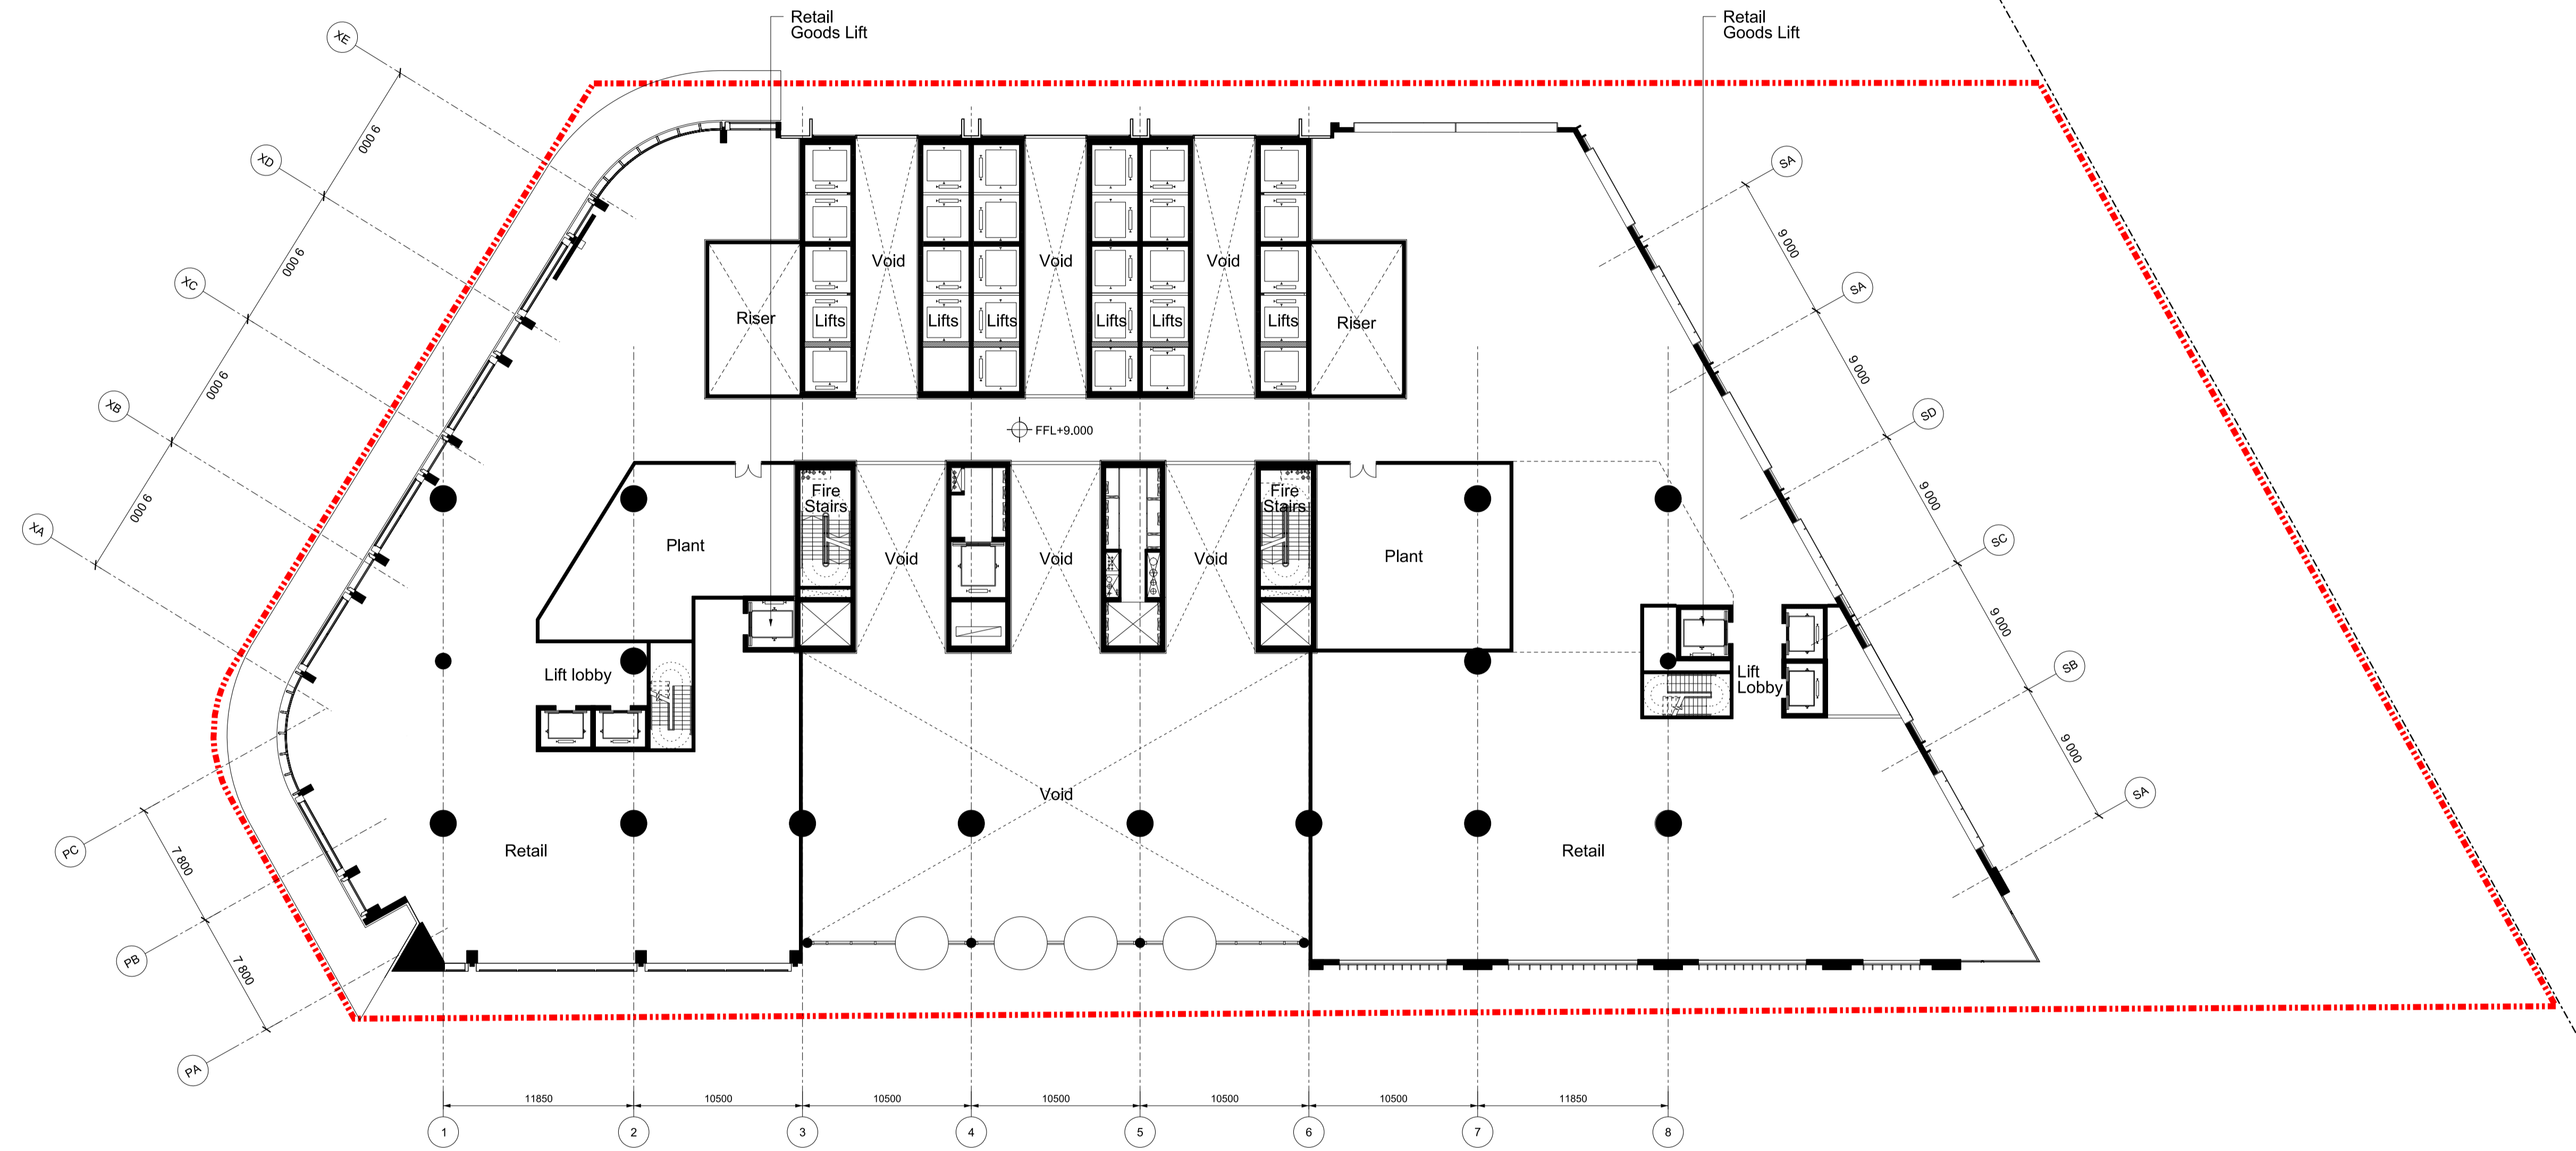 Retail
Goods Lift
Retail
Goods Lift
XE
XD
XC
XB
XA
9 000
9 000
9 000
9 000
SA
SA
SD
SC
SB
SA
9 000
9 000
9 000
9 000
9 000
Void
Void
Void
Riser
Lifts
Lifts
Lifts
Lifts
Lifts
Lifts
Riser
FFL+9.000
Fire
Stairs
Fire
Stairs
Plant
Void
Void
Void
Plant
Lift lobby
Lift
Lobby
Void
Retail
Retail
PC
PB
PA
7 800
7 800
11850
10500
10500
10500
10500
10500
11850
1
2
3
4
5
6
7
8